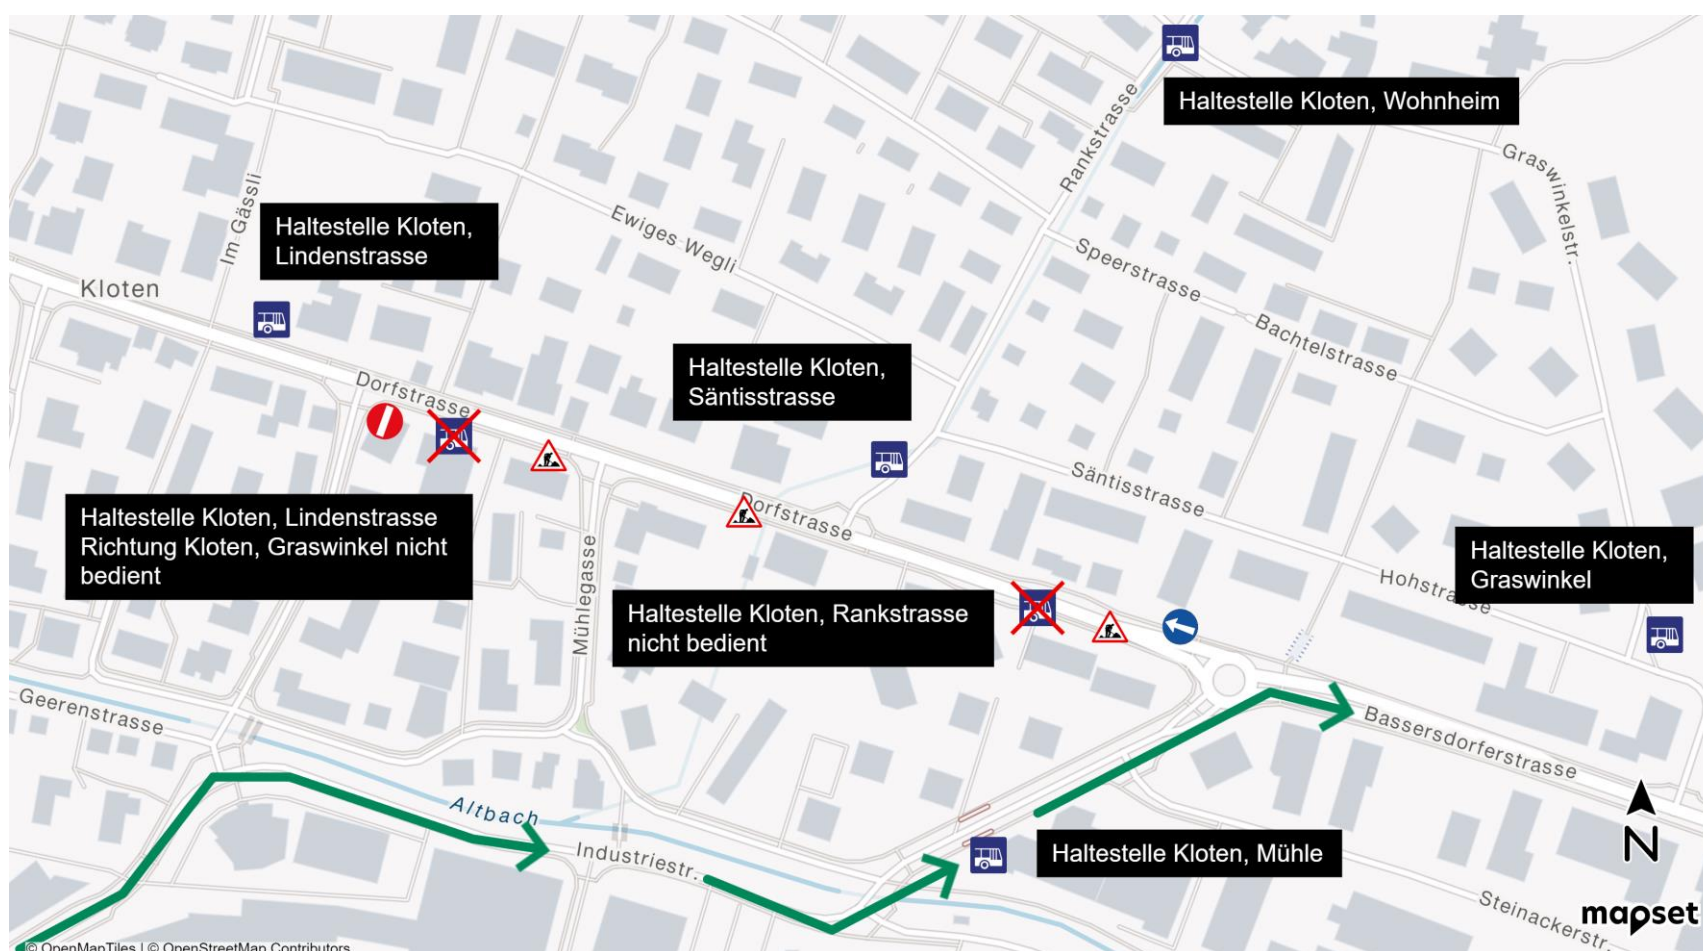 Haltestelle Kloten, Wohnheim
Rankstrasse
Graswinkelstr.
Im Gässli
Haltestelle Kloten,
Lindenstrasse
Ewiges Wegli
Speerstrasse
Kloten
Bachtelstrasse
Dorfstrasse
Haltestelle Kloten,
Säntisstrasse
Säntisstrasse
Dorfstrasse
Haltestelle Kloten, Lindenstrasse
Richtung Kloten, Graswinkel nicht
bedient
Mühlegasse
Haltestelle Kloten,
Graswinkel
Hohstrasse
Haltestelle Kloten, Rankstrasse
nicht bedient
Geerenstrasse
Bassersdorferstrasse
Altbach
Industriestr.
Haltestelle Kloten, Mühle
N
Steinackerstr.
mapset
© OpenMapTiles | © OpenStreetMap Contributors